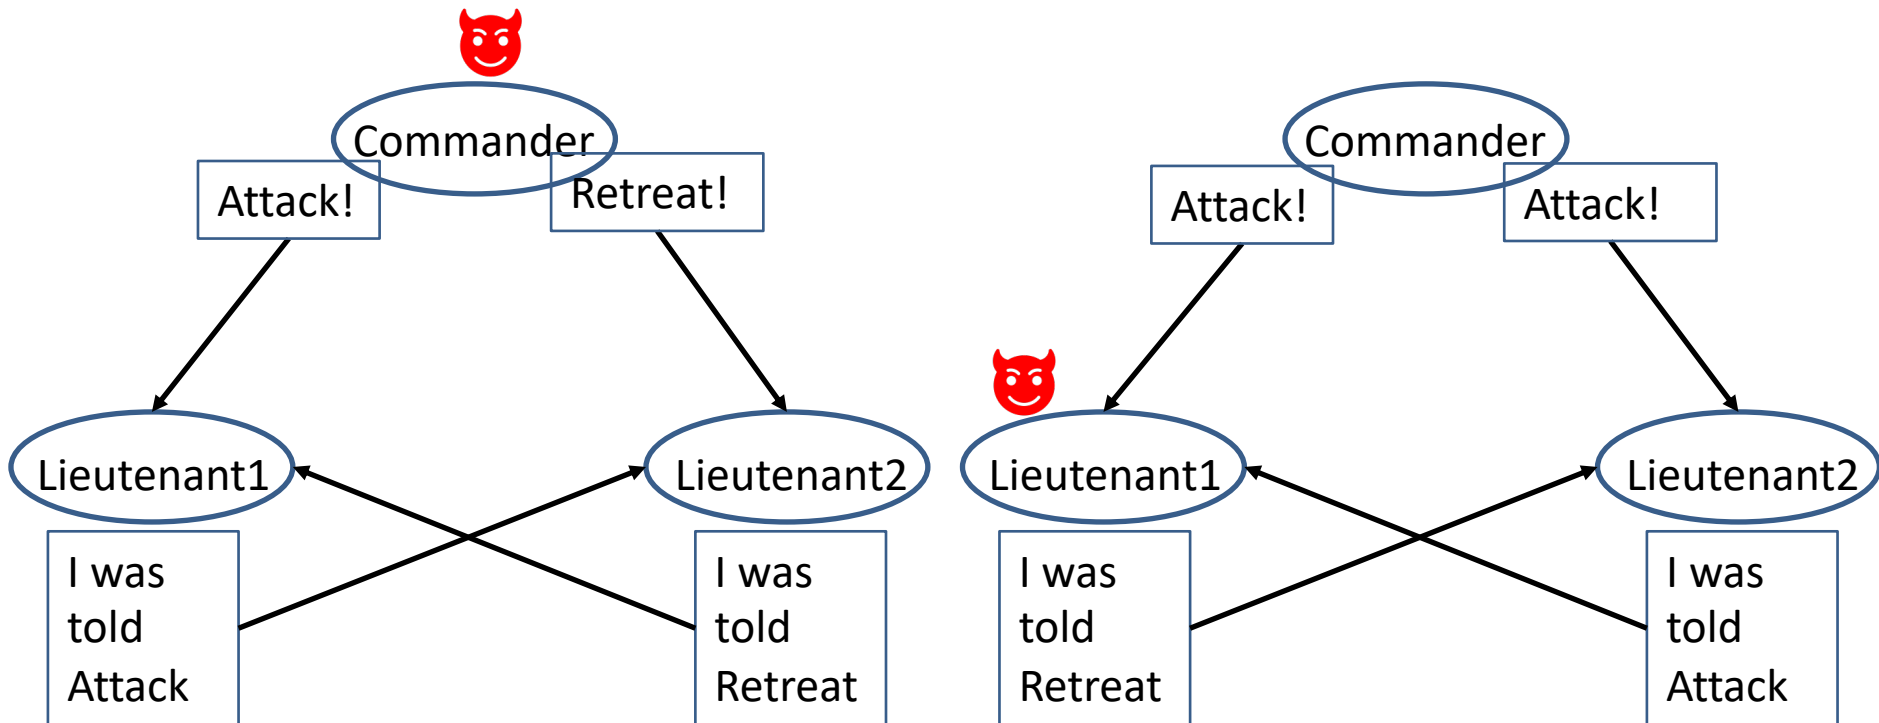 Commander
Attack!
Retreat!
Lieutenant1
Lieutenant2
I was
told
Attack
I was
told
Retreat
Commander
Attack!
Attack!
Lieutenant1
Lieutenant2
I was
told
Retreat
I was
told
Attack